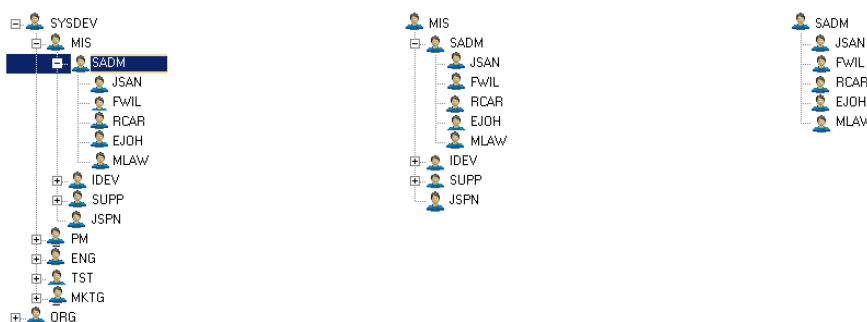 SYSDEV
MIS
SADM
JSAN
FWIL
RCAR
EJOH
MLAW
IDEV
SUPP
JSPN
PM
ENG
TST
MKTG
ORG
MIS
SADM
JSAN
FWIL
RCAR
EJOH
MLAW
IDEV
SUPP
JSPN
SADM
JSAN
FWIL
RCAR
EJOH
MLAW